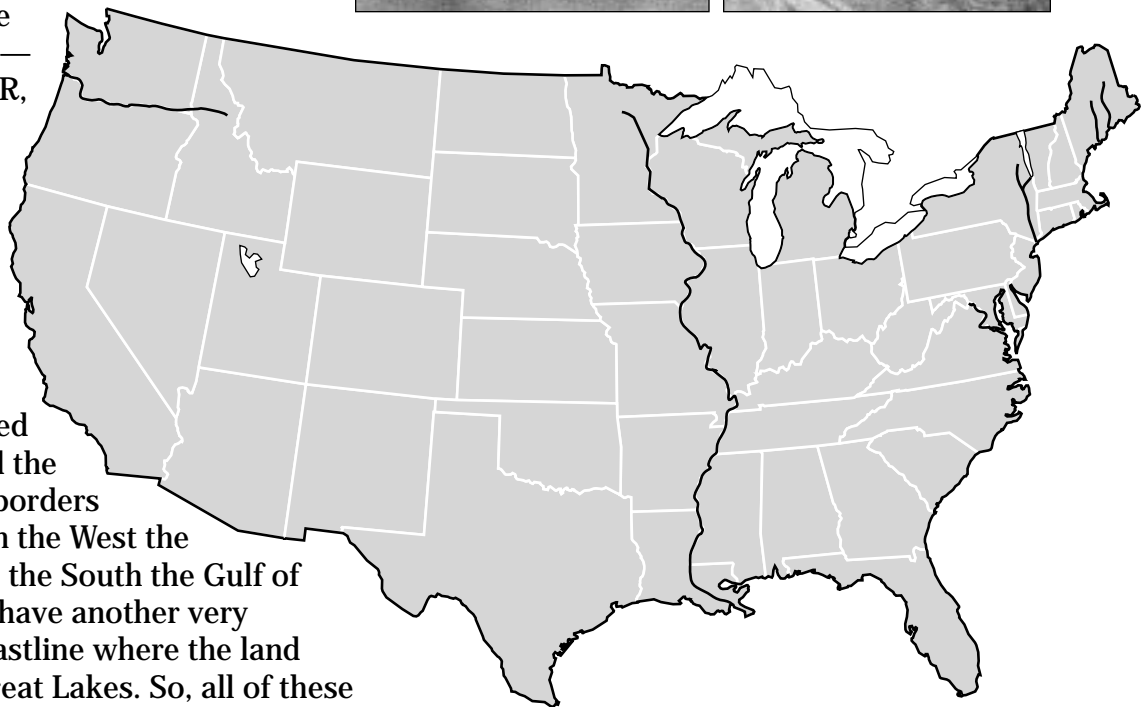 e
—
R,
ed
d the
borders
n the West the
the South the Gulf of
have another very
astline where the land
reat Lakes. So, all of these